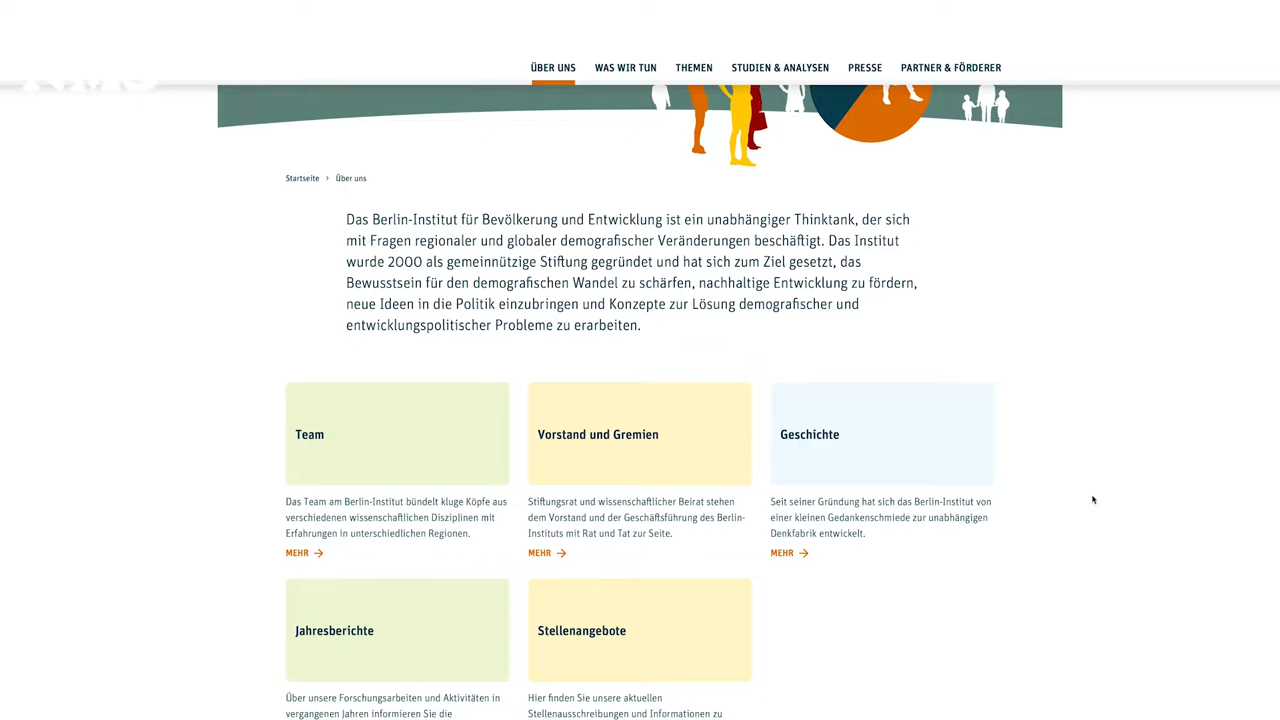 ÜBER UNS WAS WIR TUN THEMEN STUDIEN & ANALYSEN PRESSE PARTNER & FÖRDERER
Startseite › Über uns
Das Berlin-Institut für Bevölkerung und Entwicklung ist ein unabhängiger Thinktank, der sich
mit Fragen regionaler und globaler demografischer Veränderungen beschäftigt. Das Institut
wurde 2000 als gemeinnützige Stiftung gegründet und hat sich zum Ziel gesetzt, das
Bewusstsein für den demografischen Wandel zu schärfen, nachhaltige Entwicklung zu fördern,
neue Ideen in die Politik einzubringen und Konzepte zur Lösung demografischer und
entwicklungspolitischer Probleme zu erarbeiten.
Team
Das Team am Berlin-Institut bündelt kluge Köpfe aus
verschiedenen wissenschaftlichen Disziplinen mit
Erfahrungen in unterschiedlichen Regionen.
MEHR →
Vorstand und Gremien
Stiftungsrat und wissenschaftlicher Beirat stehen
dem Vorstand und der Geschäftsführung des Berlin-
Instituts mit Rat und Tat zur Seite.
MEHR →
Geschichte
Seit seiner Gründung hat sich das Berlin-Institut von
einer kleinen Gedankenschmiede zur unabhängigen
Denkfabrik entwickelt.
MEHR →
Jahresberichte
Über unsere Forschungsarbeiten und Aktivitäten in
vergangenen Jahren informieren Sie die
Stellenangebote
Hier finden Sie unsere aktuellen
Stellenausschreibungen und Informationen zu